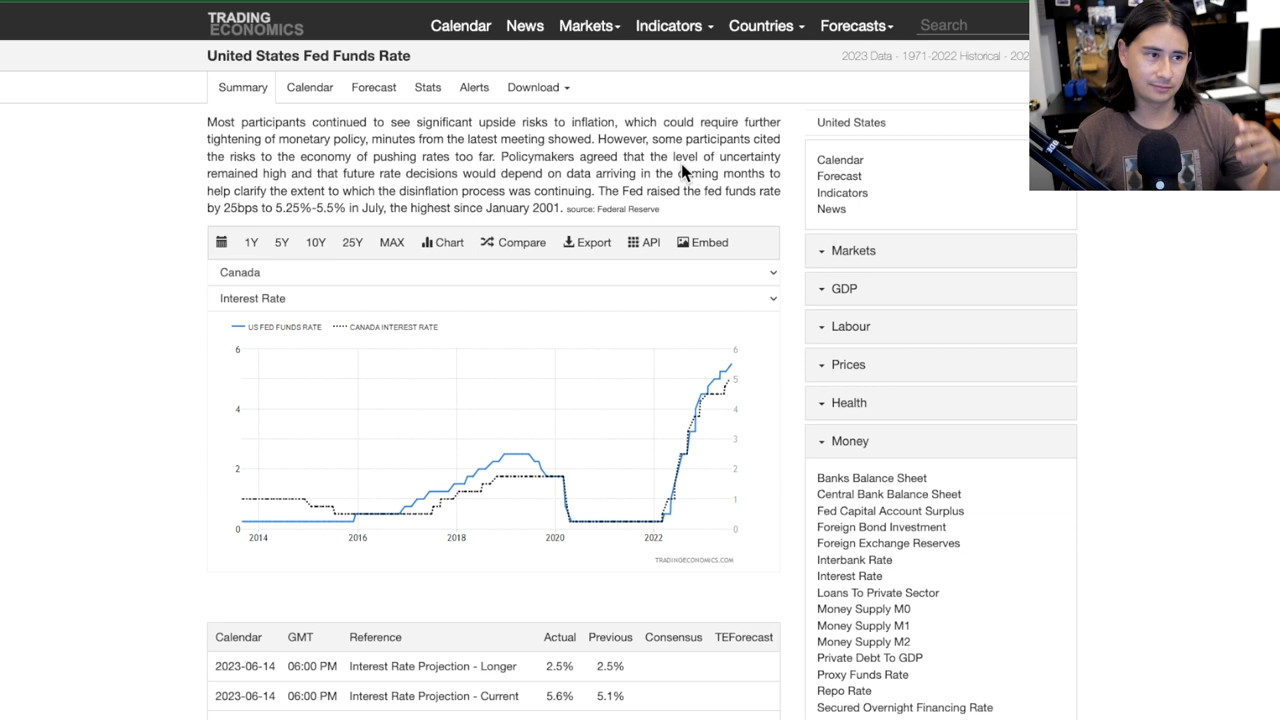 TRADING
ECONOMICS
Calendar News Markets Indicators Countries Forecasts Search
United States Fed Funds Rate
2023 Data - 1971-2022 Historical - 202
Summary Calendar Forecast Stats Alerts Download
Most participants continued to see significant upside risks to inflation, which could require further
tightening of monetary policy, minutes from the latest meeting showed. However, some participants cited
the risks to the economy of pushing rates too far. Policymakers agreed that the level of uncertainty
remained high and that future rate decisions would depend on data arriving in the coming months to
help clarify the extent to which the disinflation process was continuing. The Fed raised the fed funds rate
by 25bps to 5.25%-5.5% in July, the highest since January 2001. source: Federal Reserve
1Y 5Y 10Y 25Y MAX Chart Compare Export API Embed
Canada
Interest Rate
US FED FUNDS RATE CANADA INTEREST RATE
6 6
5
4 4
3
2 2
1
0 0
2014 2016 2018 2020 2022
TRADINGECONOMICS.COM
Calendar GMT Reference Actual Previous Consensus TEForecast
2023-06-14 06:00 PM Interest Rate Projection - Longer 2.5% 2.5%
2023-06-14 06:00 PM Interest Rate Projection - Current 5.6% 5.1%
United States
Calendar
Forecast
Indicators
News
Markets
GDP
Labour
Prices
Health
Money
Banks Balance Sheet
Central Bank Balance Sheet
Fed Capital Account Surplus
Foreign Bond Investment
Foreign Exchange Reserves
Interbank Rate
Interest Rate
Loans To Private Sector
Money Supply M0
Money Supply M1
Money Supply M2
Private Debt To GDP
Proxy Funds Rate
Repo Rate
Secured Overnight Financing Rate